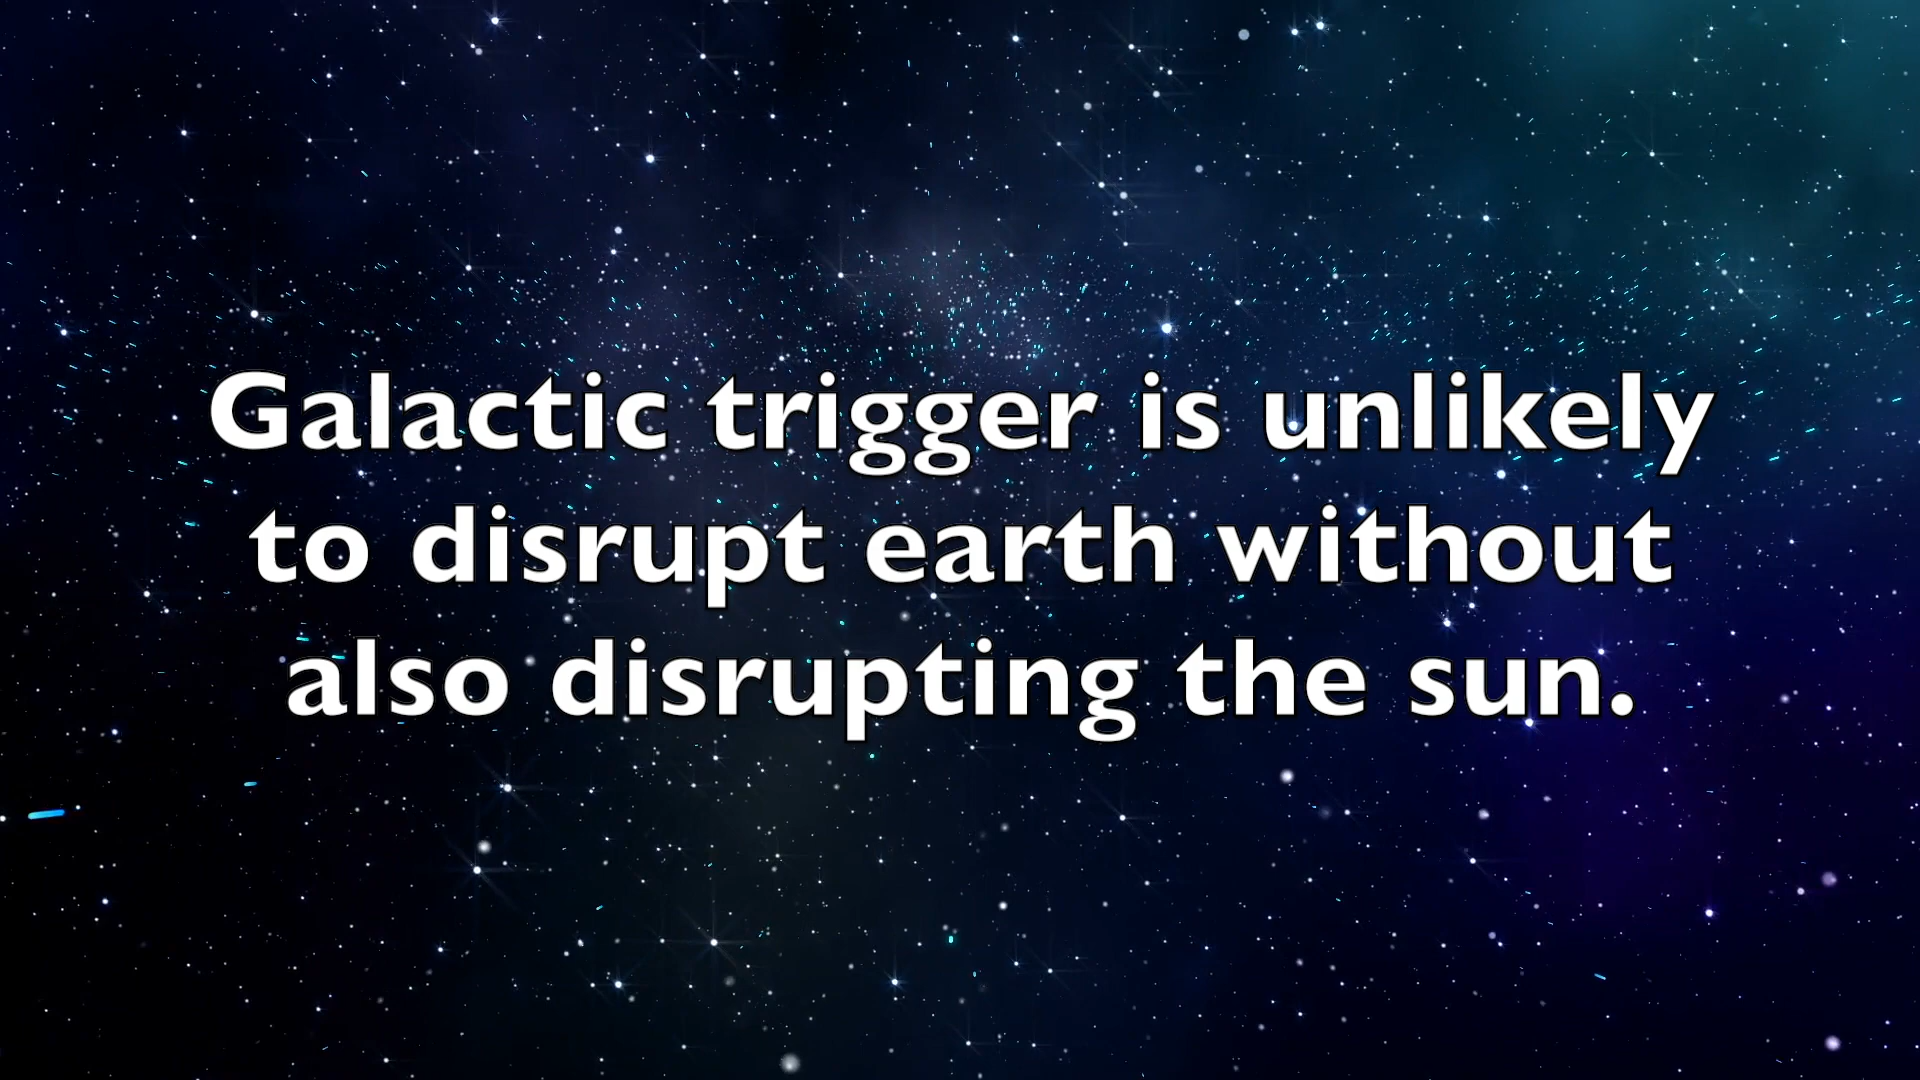 Galactic trigger is unlikely
to disrupt earth without
also disrupting the sun.